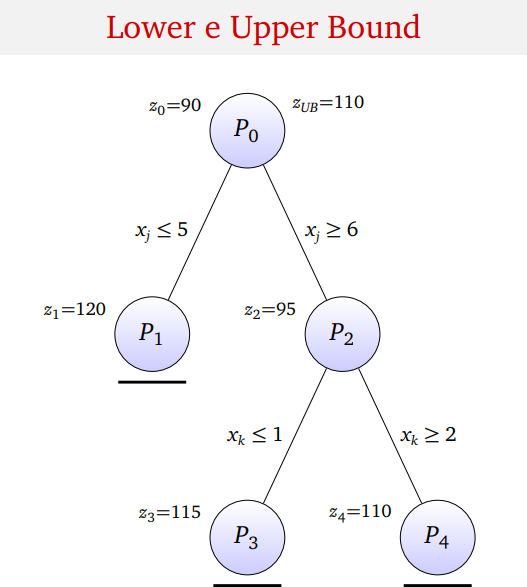 Lower e Upper Bound
z₀=90
z_UB=110
P₀
xⱼ ≤ 5
xⱼ ≥ 6
z₁=120
z₂=95
P₁
P₂
xₖ ≤ 1
xₖ ≥ 2
z₃=115
z₄=110
P₃
P₄